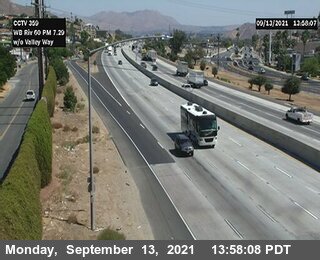 CCTV 359
WB Riv 60 PM 7.29
w/o Valley Way
09/13/2021 13:58:07
Monday, September 13, 2021 13:58:08 PDT